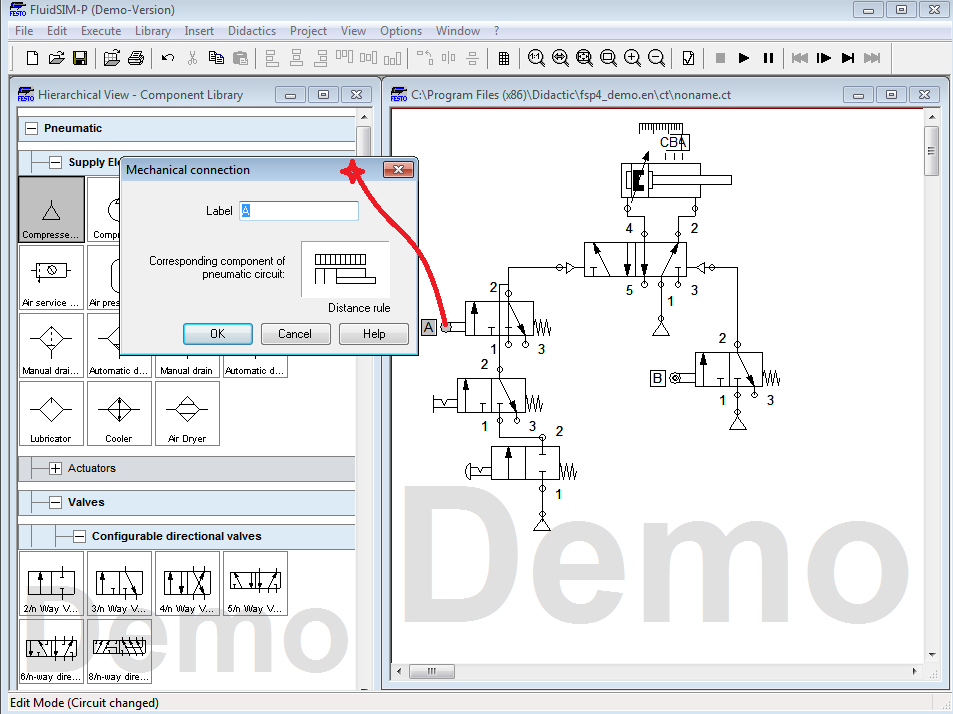 FluidSIM-P (Demo-Version)
File Edit Execute Library Insert Didactics Project View Options Window ?
Hierarchical View - Component Library
C:\Program Files (x86)\Didactic\fsp4_demo.en\ct\noname.ct
Pneumatic
Supply Ele
Mechanical connection
Label A
Corresponding component of
pneumatic circuit:
Distance rule
OK Cancel Help
Compresse...
Compr
Air service ...
Air pres
Manual drai...
Automatic d...
Manual drain
Automatic d...
Lubricator
Cooler
Air Dryer
Actuators
Valves
Configurable directional valves
2/n Way V...
3/n Way V...
4/n Way V...
5/n Way V...
6/n-way dire...
8/n-way dire...
Demo
CBA
4 2
5 3
1
2
A
1 3
2
1 3
2
1
2
B
1 3
Demo
Edit Mode (Circuit changed)